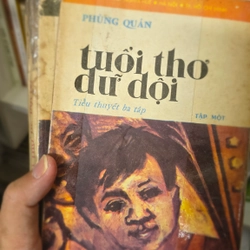 PHÙNG QUÁN
tuổi thơ
dữ dội
Tiểu thuyết ba tập
TẬP MỘT